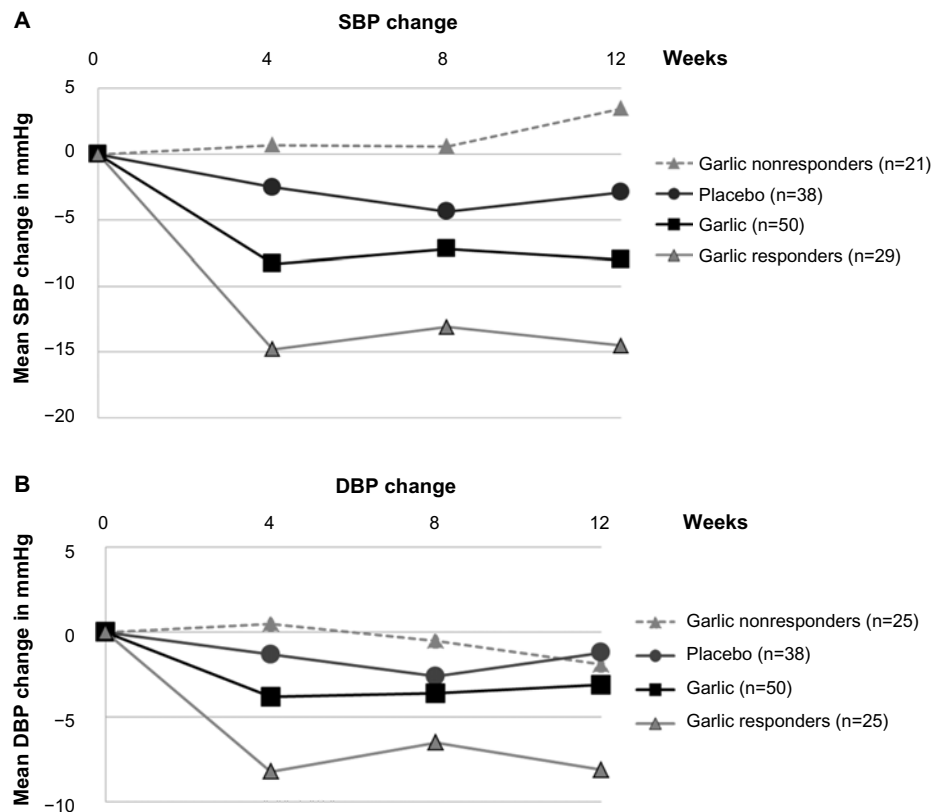 A
SBP change
0 4 8 12 Weeks
5
0
−5
−10
−15
−20
Mean SBP change in mmHg
Garlic nonresponders (n=21)
Placebo (n=38)
Garlic (n=50)
Garlic responders (n=29)
B
DBP change
0 4 8 12 Weeks
5
0
−5
−10
Mean DBP change in mmHg
Garlic nonresponders (n=25)
Placebo (n=38)
Garlic (n=50)
Garlic responders (n=25)